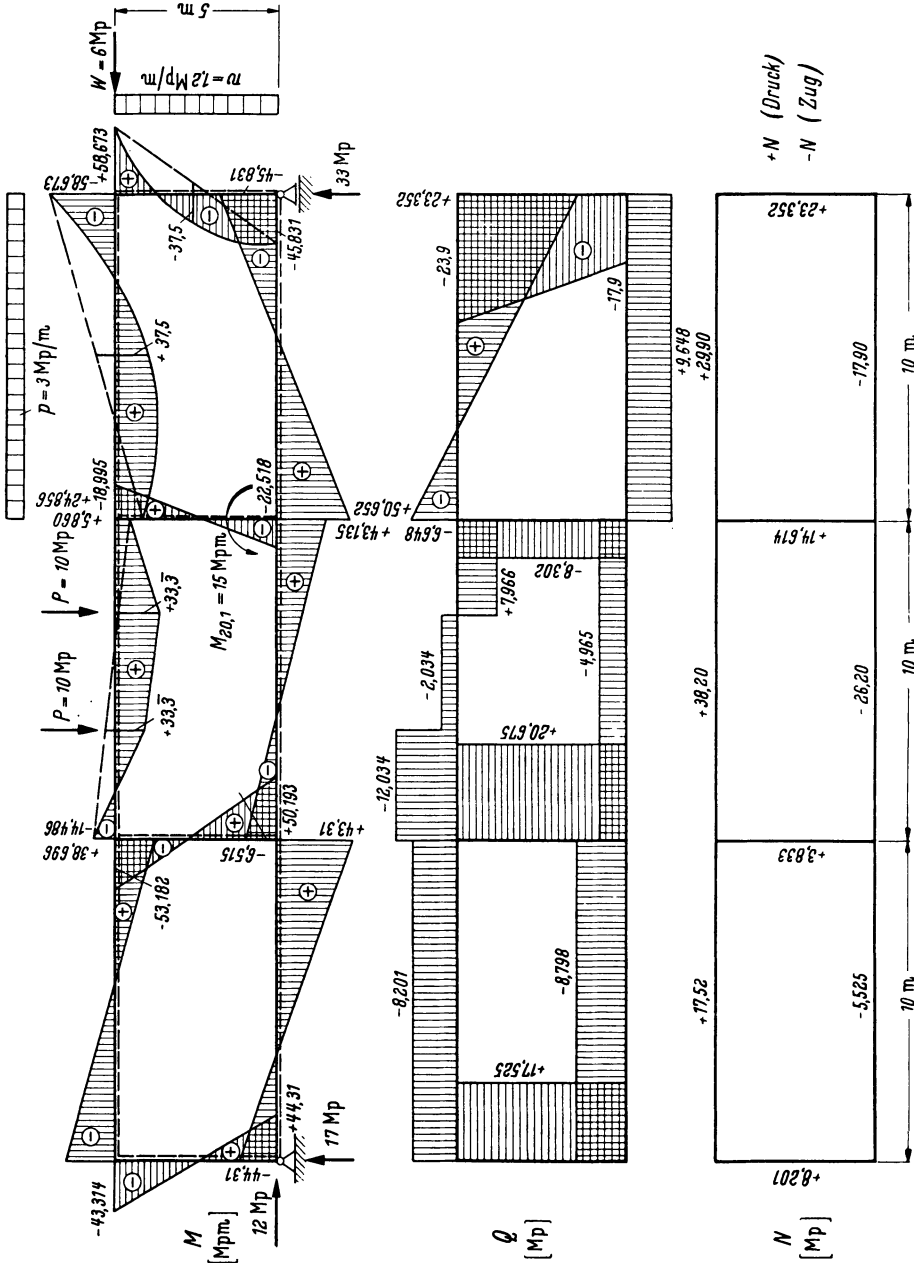 p = 3 Mp/m
P = 10 Mp
P = 10 Mp
W = 6 Mp
w = 1,2 Mp/m
5 m
-43,314
+38,696
-14,486
+5,860
+24,856
-18,995
-58,673
+58,673
-53,182
+33,3̅
+33,3̅
+37,5
-37,5
-45,831
M20,1 = 15 Mpm
M
[Mpm]
-44,31
+44,31
-6,515
+50,193
+43,31
-22,518
+43,135
-45,831
12 Mp
17 Mp
33 Mp
-8,201
-12,034
-2,034
+7,966
-6,648
+50,652
-23,9
+23,352
Q
[Mp]
+17,525
-8,798
+20,675
-4,965
-8,302
-17,9
+9,648
+29,90
+17,52
+38,20
N
[Mp]
+8,201
-5,525
+3,833
-26,20
+14,614
-17,90
+23,352
+N (Druck)
-N (Zug)
10 m
10 m
10 m